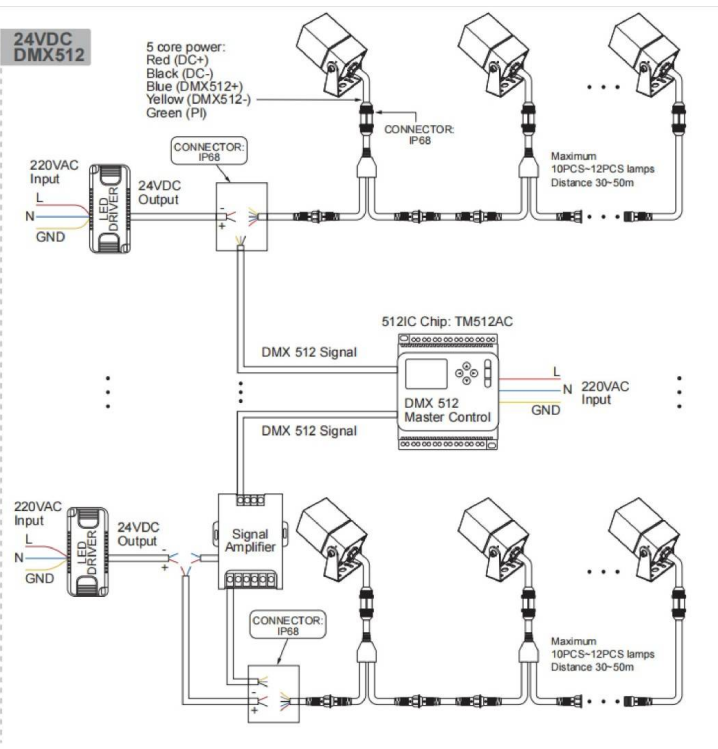 24VDC
DMX512
5 core power:
Red (DC+)
Black (DC-)
Blue (DMX512+)
Yellow (DMX512-)
Green (PI)
CONNECTOR:
IP68
CONNECTOR:
IP68
220VAC
Input
L
N
GND
LED
DRIVER
24VDC
Output
-
+
Maximum
10PCS~12PCS lamps
Distance 30~50m
512IC Chip: TM512AC
DMX 512 Signal
DMX 512
Master Control
L
N
GND
220VAC
Input
DMX 512 Signal
220VAC
Input
L
N
GND
LED
DRIVER
24VDC
Output
-
+
Signal
Amplifier
CONNECTOR:
IP68
-
+
Maximum
10PCS~12PCS lamps
Distance 30~50m